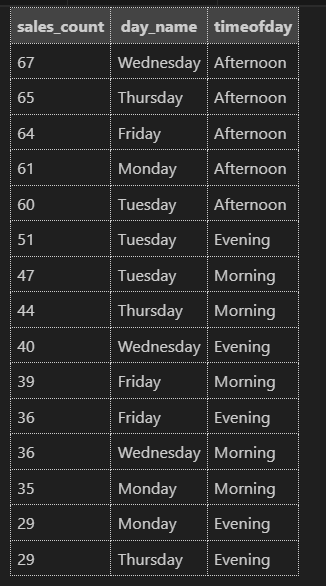 sales_count day_name timeofday
67 Wednesday Afternoon
65 Thursday Afternoon
64 Friday Afternoon
61 Monday Afternoon
60 Tuesday Afternoon
51 Tuesday Evening
47 Tuesday Morning
44 Thursday Morning
40 Wednesday Evening
39 Friday Morning
36 Friday Evening
36 Wednesday Morning
35 Monday Morning
29 Monday Evening
29 Thursday Evening